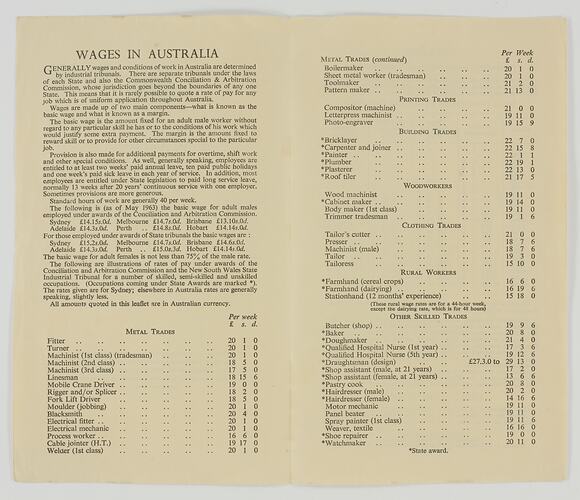 WAGES IN AUSTRALIA
GENERALLY wages and conditions of work in Australia are determined
by industrial tribunals. There are separate tribunals under the laws
of each State and also the Commonwealth Conciliation & Arbitration
Commission, whose jurisdiction goes beyond the boundaries of any one
State. This means that it is rarely possible to quote a rate of pay for any
job which is of uniform application throughout Australia.
Wages are made up of two main components—what is known as the
basic wage and what is known as a margin.
The basic wage is the amount fixed for an adult male worker without
regard to any particular skill he has or to the conditions of his work which
would justify some extra payment. The margin is the amount fixed to
reward skill or to provide for other circumstances special to the particular
job.
Provision is also made for additional payments for overtime, shift work
and other special conditions. As well, generally speaking, employees are
entitled to at least two weeks' paid annual leave, ten paid public holidays
and one week's paid sick leave in each year of service. In addition, most
employees are entitled under State legislation to paid long service leave,
normally 13 weeks after 20 years' continuous service with one employer.
Sometimes provisions are more generous.
Standard hours of work are generally 40 per week.
The following is (as of May 1963) the basic wage for adult males
employed under awards of the Conciliation and Arbitration Commission.
Sydney £14.15s.0d. Melbourne £14.7s.0d. Brisbane £13.10s.0d.
Adelaide £14.3s.0d. Perth .. £14.8s.0d. Hobart £14.14s.0d.
For those employed under awards of State tribunals the basic wages are :
Sydney £15.2s.0d. Melbourne £14.7s.0d. Brisbane £14.6s.0d.
Adelaide £14.3s.0d. Perth .. £15.0s.3d. Hobart £14.14s.0d.
The basic wage for adult females is not less than 75% of the male rate.
The following are illustrations of rates of pay under awards of the
Conciliation and Arbitration Commission and the New South Wales State
Industrial Tribunal for a number of skilled, semi-skilled and unskilled
occupations. (Occupations coming under State Awards are marked *).
The rates given are for Sydney; elsewhere in Australia rates are generally
speaking, slightly less.
All amounts quoted in this leaflet are in Australian currency.
Per week
£ s. d.
METAL TRADES
Fitter .. 20 1 0
Turner .. 20 1 0
Machinist (1st class) (tradesman) .. 20 1 0
Machinist (2nd class) .. 18 5 0
Machinist (3rd class) .. 17 5 0
Linesman .. 18 15 6
Mobile Crane Driver .. 19 0 0
Rigger and/or Splicer .. 18 2 0
Fork Lift Driver .. 18 5 0
Moulder (jobbing) .. 20 1 0
Blacksmith .. 20 4 0
Electrical fitter .. 20 1 0
Electrical mechanic .. 20 1 0
Process worker .. 16 6 0
Cable jointer (H.T.) .. 19 17 0
Welder (1st class) .. 20 1 0
Per Week
METAL TRADES (continued) £ s. d.
Boilermaker .. 20 1 0
Sheet metal worker (tradesman) .. 20 1 0
Toolmaker .. 21 2 0
Pattern maker .. 21 13 0
PRINTING TRADES
Compositor (machine) .. 21 0 0
Letterpress machinist .. 19 11 0
Photo-engraver .. 19 15 9
BUILDING TRADES
*Bricklayer .. 22 7 0
*Carpenter and joiner .. 22 15 8
*Painter .. 22 1 1
*Plumber .. 22 19 1
*Plasterer .. 22 13 0
*Roof tiler .. 21 17 5
WOODWORKERS
Wood machinist .. 19 11 0
*Cabinet maker .. 19 14 0
Body maker (1st class) .. 19 11 0
Trimmer tradesman .. 19 1 6
CLOTHING TRADES
Tailor's cutter .. 21 0 0
Presser .. 18 7 6
Machinist (male) .. 18 7 6
Tailor .. 19 3 0
Tailoress .. 15 10 0
RURAL WORKERS
*Farmhand (cereal crops) .. 16 6 0
*Farmhand (dairying) .. 16 19 6
Stationhand (12 months' experience) .. 15 18 0
(These rural wage rates are for a 44-hour week,
except the dairying rate, which is for 48 hours)
OTHER SKILLED TRADES
Butcher (shop) .. 19 9 6
*Baker .. 20 8 0
*Doughmaker .. 21 4 0
*Qualified Hospital Nurse (1st year) .. 17 3 6
*Qualified Hospital Nurse (5th year) .. 19 12 6
*Draughtsman (design) .. £27.3.0 to 29 13 0
*Shop assistant (male, at 21 years) .. 17 2 0
*Shop assistant (female, at 21 years) .. 13 6 6
*Pastry cook .. 20 8 0
*Hairdresser (male) .. 20 2 0
*Hairdresser (female) .. 14 16 6
Motor mechanic .. 19 11 0
Panel beater .. 19 11 0
Spray painter (1st class) .. 19 11 6
Weaver, textile .. 16 16 0
*Shoe repairer .. 19 0 0
*Watchmaker .. 20 11 0
*State award.